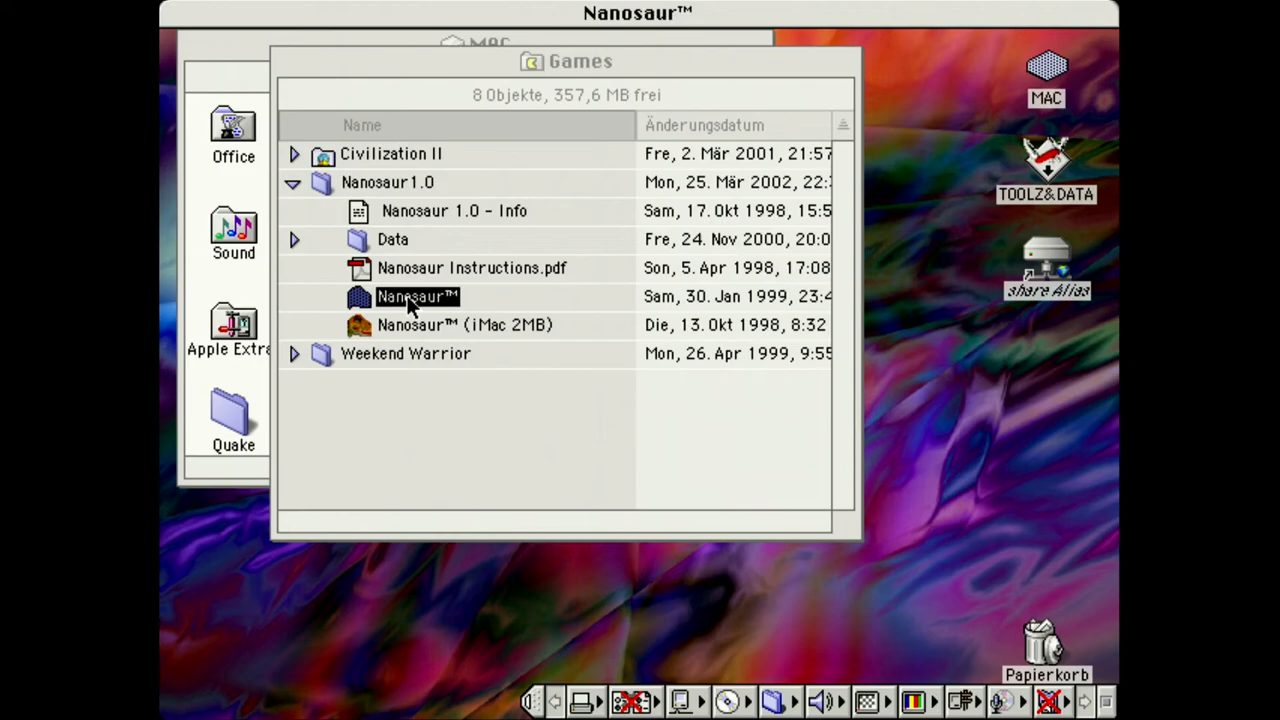 Nanosaur™
MAC
Games
8 Objekte, 357,6 MB frei
Name Änderungsdatum
Civilization II Fre, 2. Mär 2001, 21:57
Nanosaur1.0 Mon, 25. Mär 2002, 22:
Nanosaur 1.0 - Info Sam, 17. Okt 1998, 15:5
Data Fre, 24. Nov 2000, 20:0
Nanosaur Instructions.pdf Son, 5. Apr 1998, 17:08
Nanosaur™ Sam, 30. Jan 1999, 23:4
Nanosaur™ (iMac 2MB) Die, 13. Okt 1998, 8:32
Weekend Warrior Mon, 26. Apr 1999, 9:55
Office
Sound
Apple Extra
Quake
MAC
TOOLZ&DATA
share Alias
Papierkorb